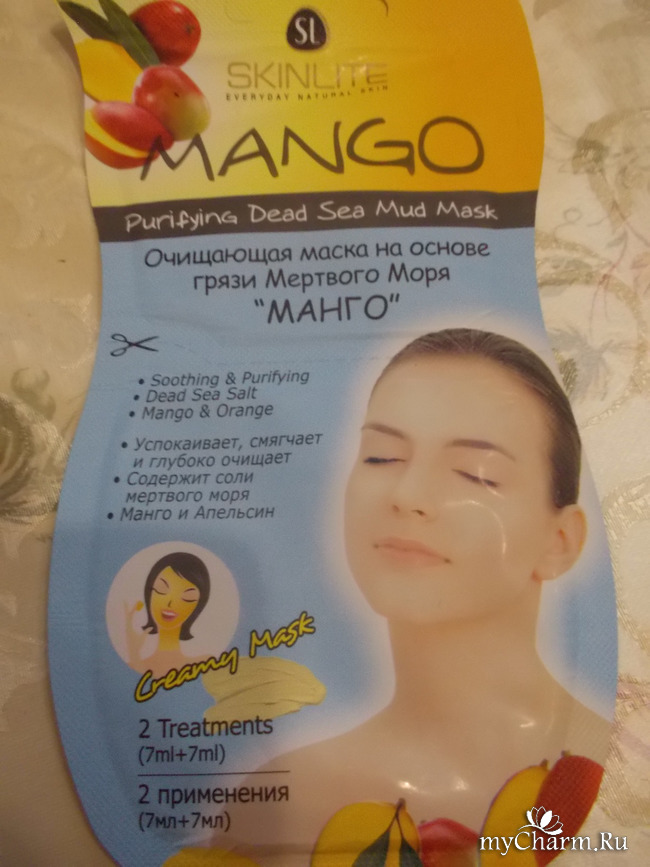 SL
SKINLITE
EVERYDAY NATURAL SKIN
MANGO
Purifying Dead Sea Mud Mask
Очищающая маска на основе
грязи Мертвого Моря
"МАНГО"
• Soothing & Purifying
• Dead Sea Salt
• Mango & Orange
• Успокаивает, смягчает
и глубоко очищает
• Содержит соли
мертвого моря
• Манго и Апельсин
Creamy Mask
2 Treatments
(7ml+7ml)
2 применения
(7мл+7мл)
myCharm.Ru